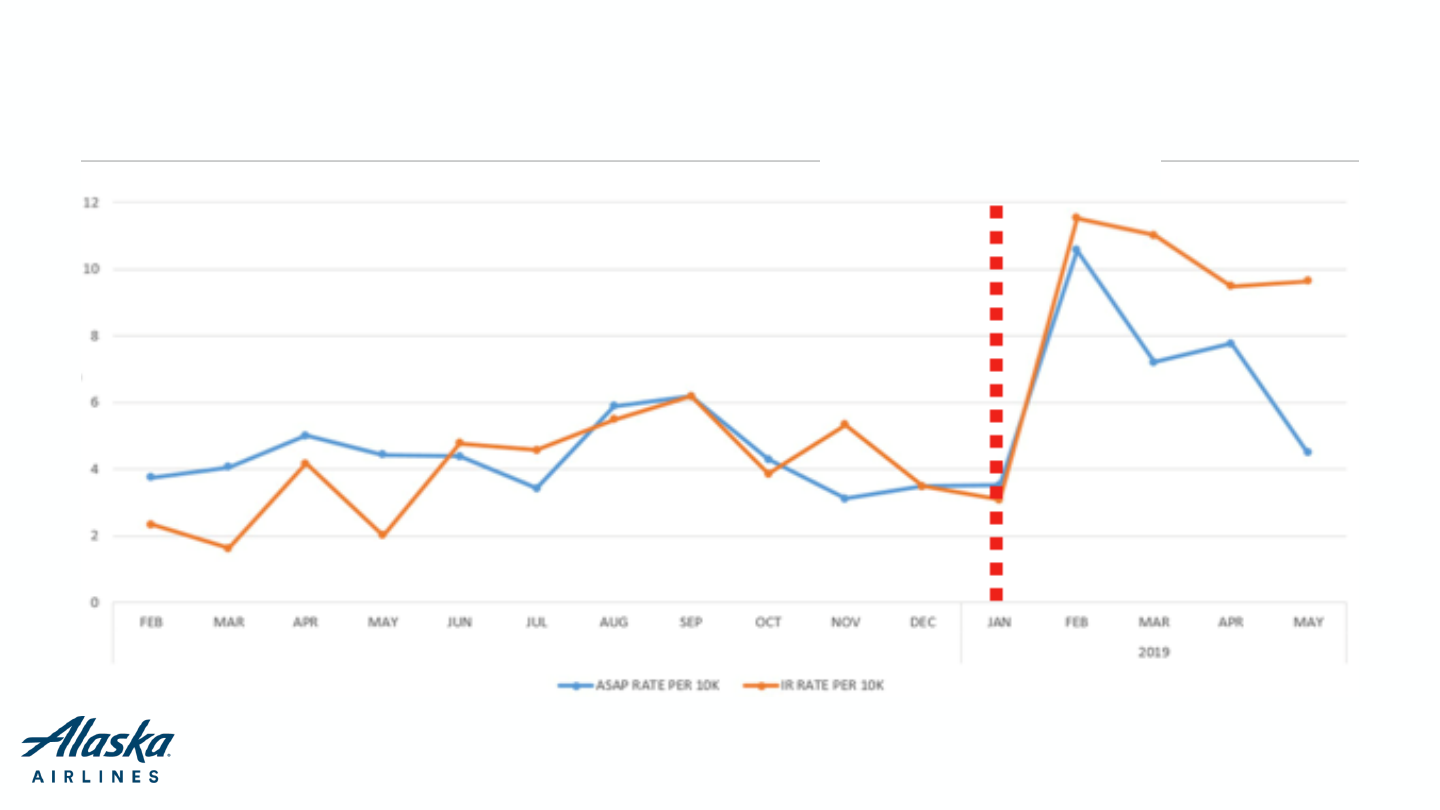 12
10
8
6
4
2
0
FEB MAR APR MAY JUN JUL AUG SEP OCT NOV DEC JAN FEB MAR APR MAY
2019
ASAP RATE PER 10K IR RATE PER 10K
Alaska
AIRLINES